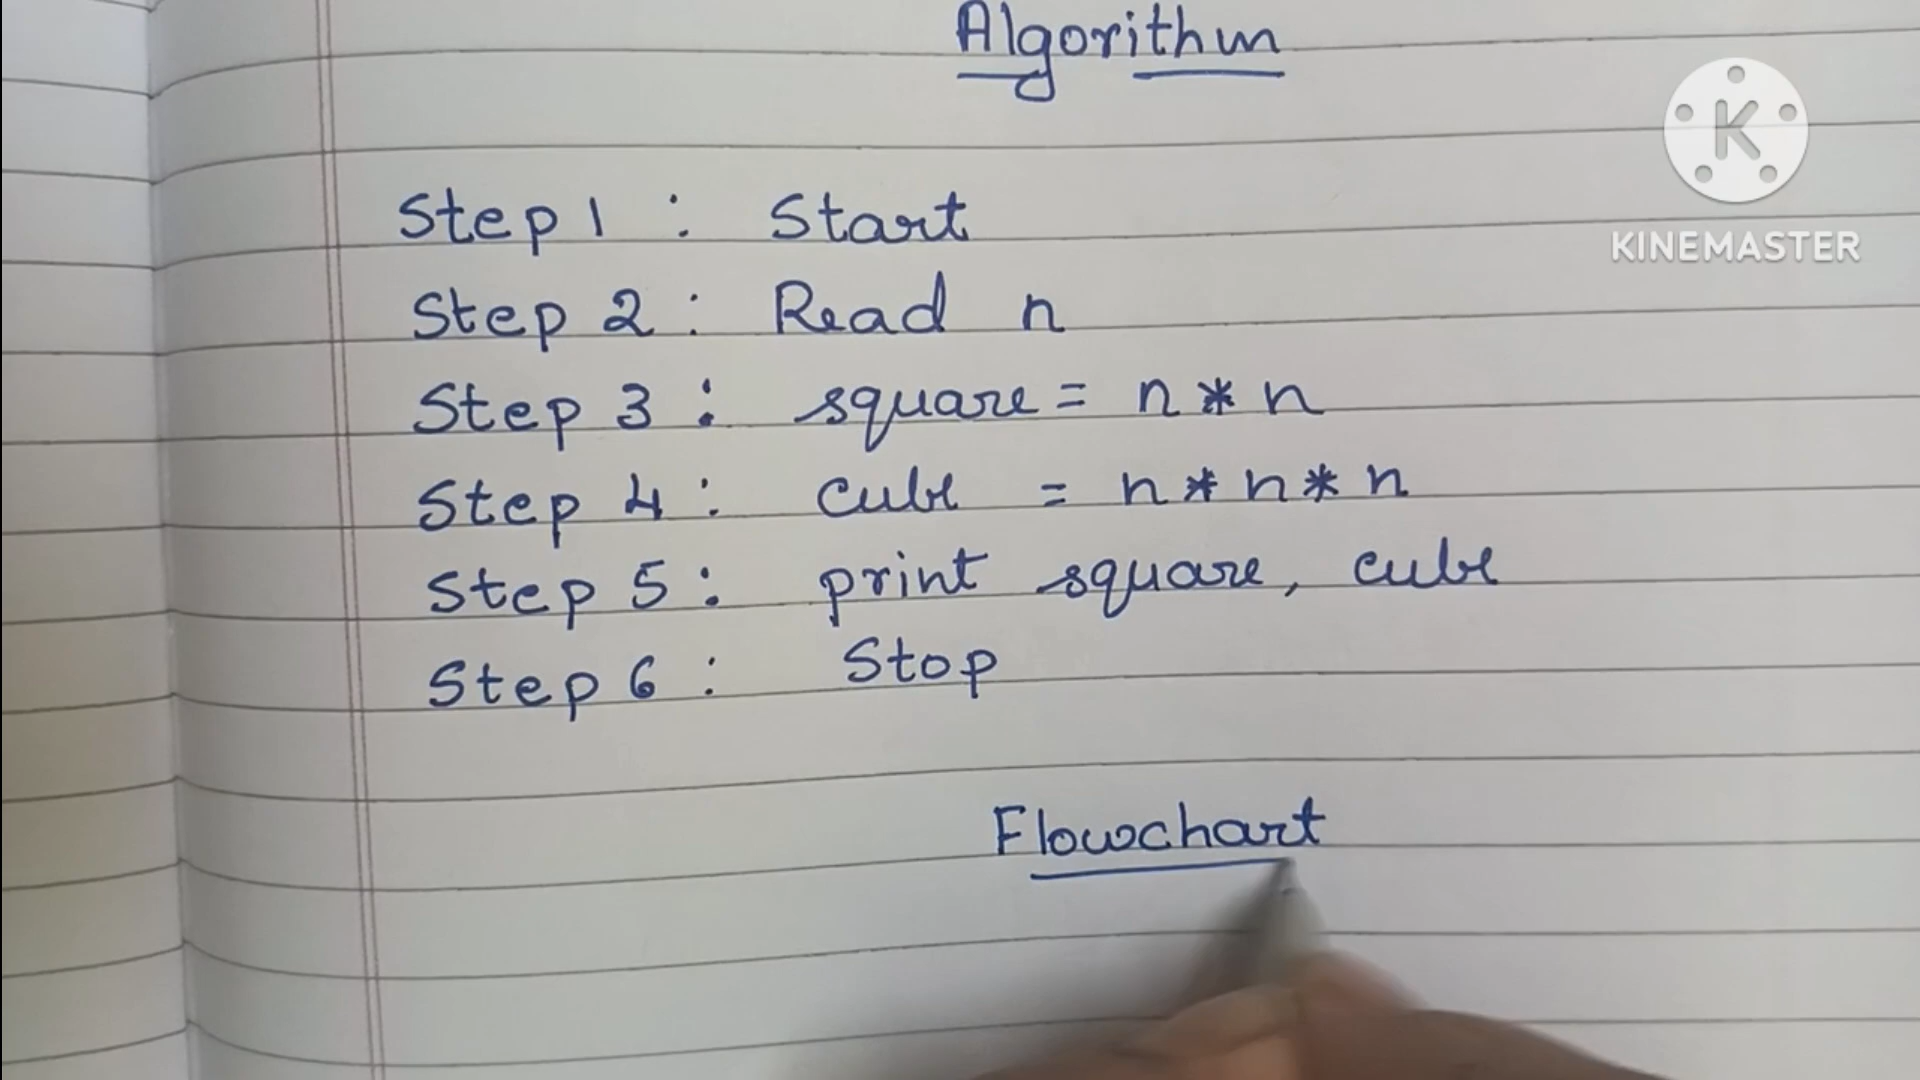 Algorithm
K
KINEMASTER
Step 1 : Start
Step 2 : Read n
Step 3 : square = n * n
Step 4 : cube = n * n * n
Step 5 : print square, cube
Step 6 : Stop
Flowchart